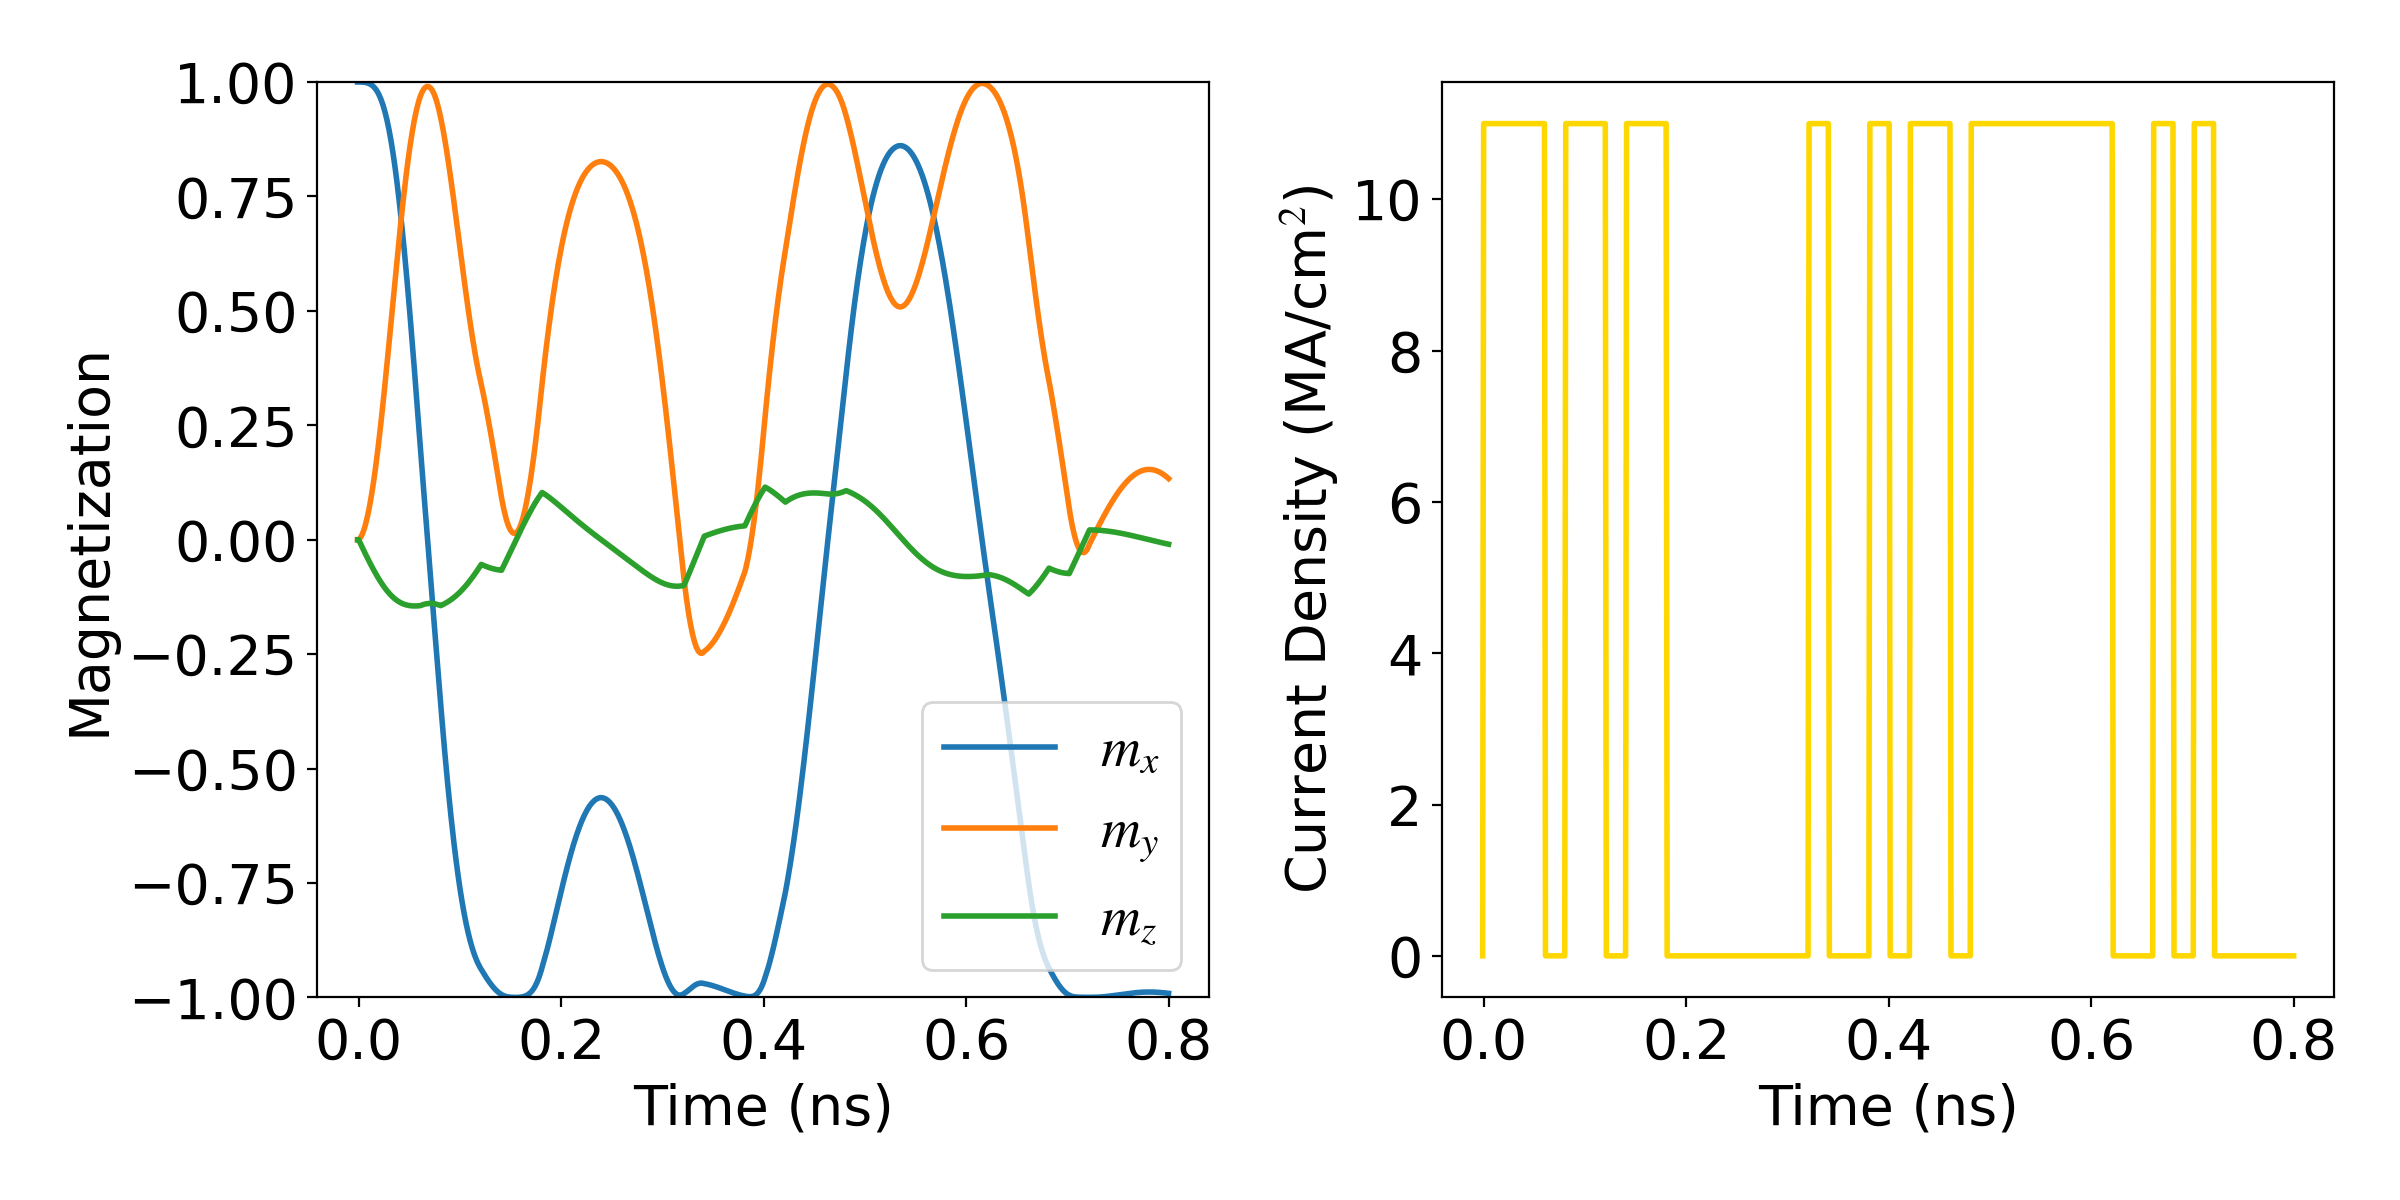 1.00
0.75
0.50
0.25
0.00
−0.25
−0.50
−0.75
−1.00
Magnetization
0.0 0.2 0.4 0.6 0.8
Time (ns)
m_x
m_y
m_z
10
8
6
4
2
0
Current Density (MA/cm²)
0.0 0.2 0.4 0.6 0.8
Time (ns)